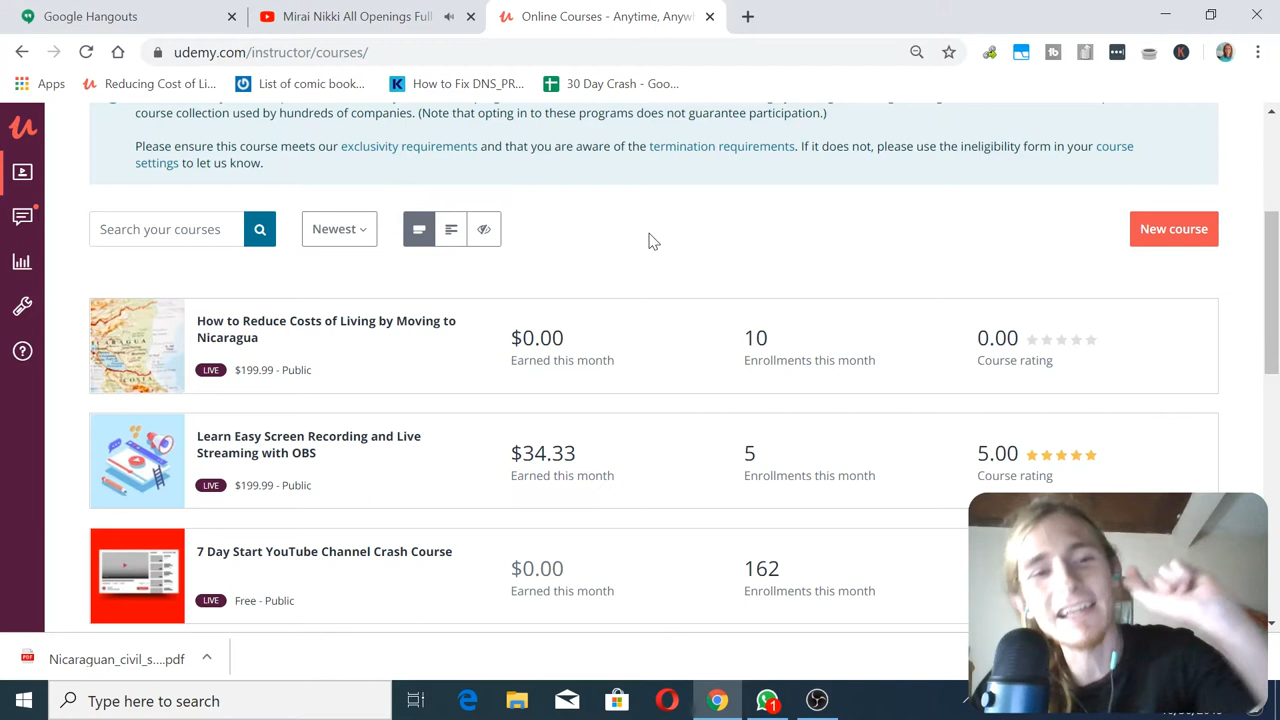 Google Hangouts
Mirai Nikki All Openings Full
Online Courses - Anytime, Anyw
udemy.com/instructor/courses/
Apps
Reducing Cost of Li...
List of comic book...
How to Fix DNS_PR...
30 Day Crash - Goo...
course collection used by hundreds of companies. (Note that opting in to these programs does not guarantee participation.)
Please ensure this course meets our exclusivity requirements and that you are aware of the termination requirements. If it does not, please use the ineligibility form in your course
settings to let us know.
Search your courses
Newest
New course
How to Reduce Costs of Living by Moving to
Nicaragua
LIVE $199.99 - Public
$0.00
Earned this month
10
Enrollments this month
0.00
Course rating
Learn Easy Screen Recording and Live
Streaming with OBS
LIVE $199.99 - Public
$34.33
Earned this month
5
Enrollments this month
5.00
Course rating
7 Day Start YouTube Channel Crash Course
LIVE Free - Public
$0.00
Earned this month
162
Enrollments this month
Nicaraguan_civil_s....pdf
Type here to search
1